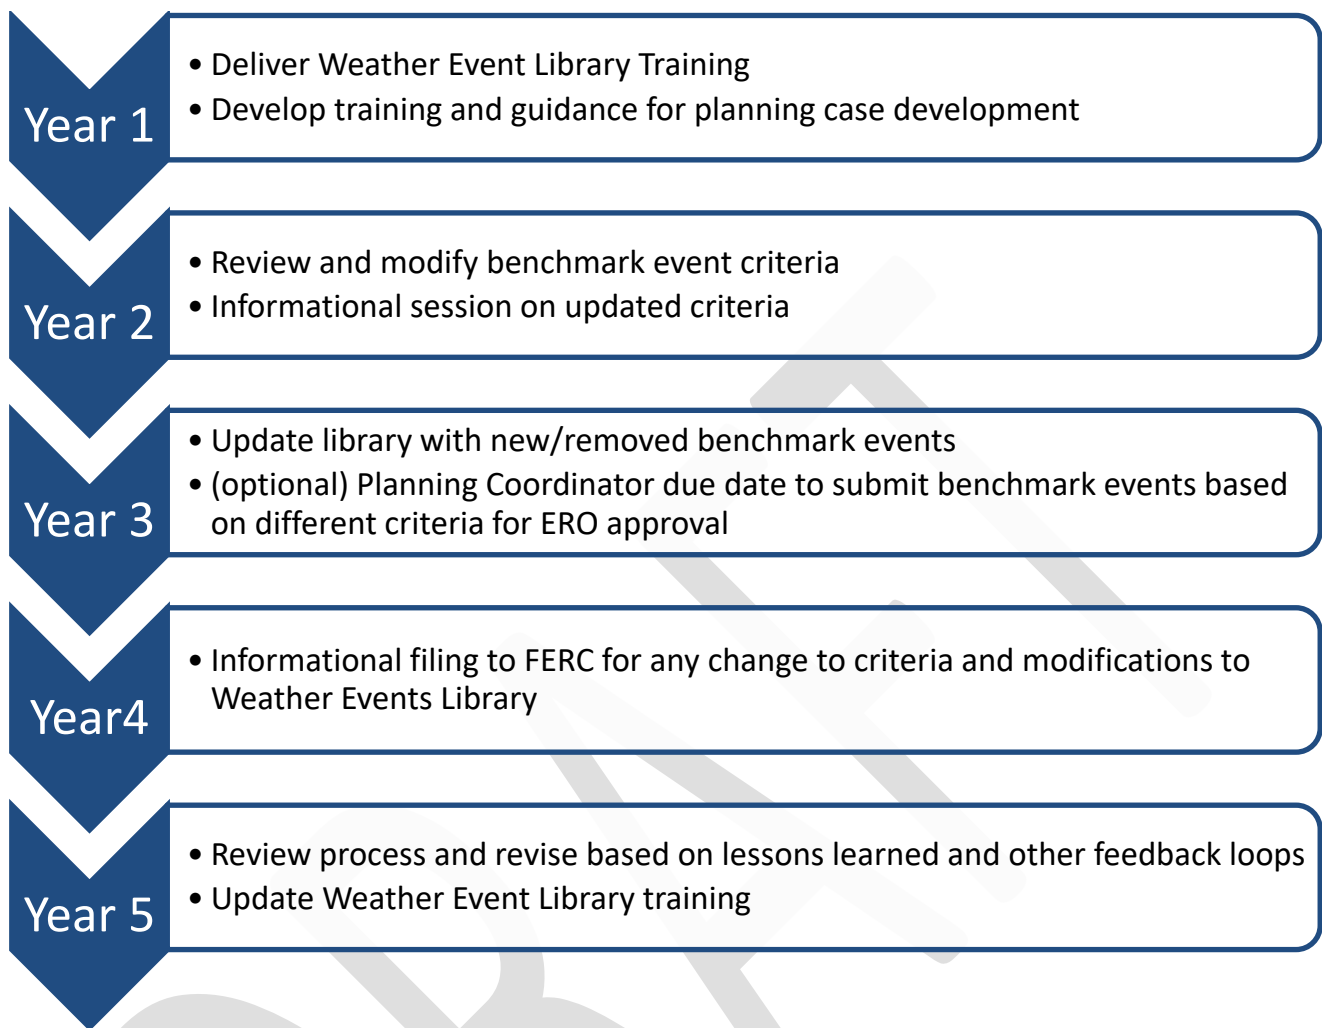 Year 1
• Deliver Weather Event Library Training
• Develop training and guidance for planning case development
Year 2
• Review and modify benchmark event criteria
• Informational session on updated criteria
Year 3
• Update library with new/removed benchmark events
• (optional) Planning Coordinator due date to submit benchmark events based
on different criteria for ERO approval
Year4
• Informational filing to FERC for any change to criteria and modifications to
Weather Events Library
Year 5
• Review process and revise based on lessons learned and other feedback loops
• Update Weather Event Library training
DRAFT